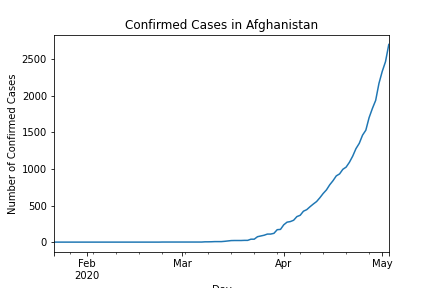 Confirmed Cases in Afghanistan
Number of Confirmed Cases
2500
2000
1500
1000
500
0
Feb
2020
Mar
Apr
May